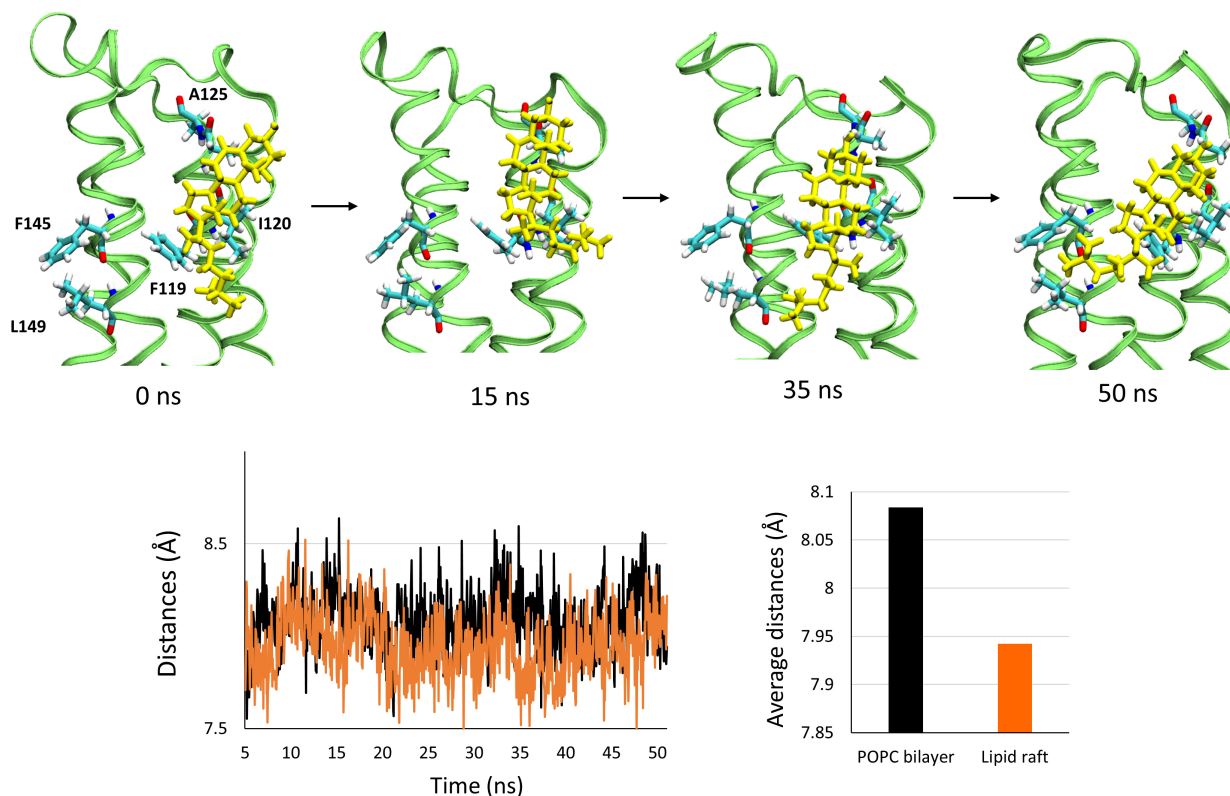 A125
F145
I120
F119
L149
0 ns
15 ns
35 ns
50 ns
Distances (Å)
8.5
7.5
5 10 15 20 25 30 35 40 45 50
Time (ns)
Average distances (Å)
8.1
8.05
8
7.95
7.9
7.85
POPC bilayer Lipid raft